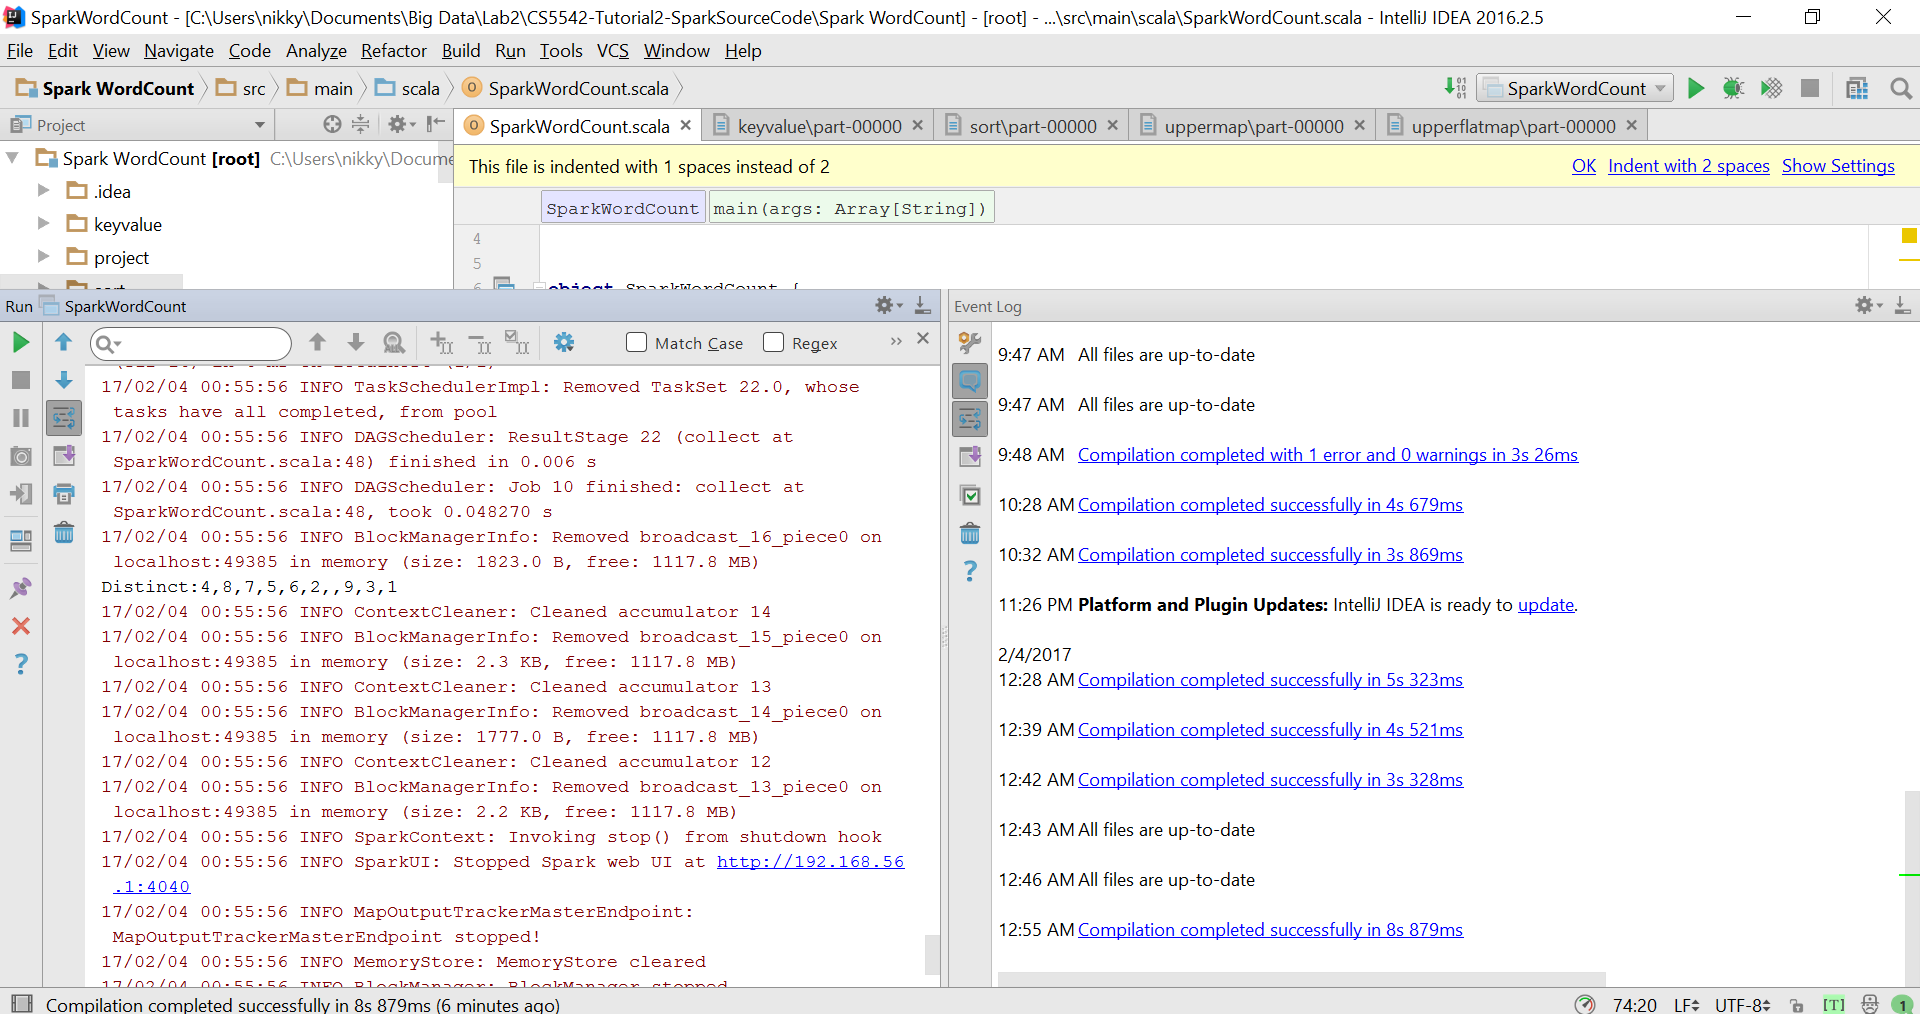 SparkWordCount - [C:\Users\nikky\Documents\Big Data\Lab2\CS5542-Tutorial2-SparkSourceCode\Spark WordCount] - [root] - ...\src\main\scala\SparkWordCount.scala - IntelliJ IDEA 2016.2.5
File Edit View Navigate Code Analyze Refactor Build Run Tools VCS Window Help
Spark WordCount src main scala SparkWordCount.scala SparkWordCount
Project SparkWordCount.scala keyvalue\part-00000 sort\part-00000 uppermap\part-00000 upperflatmap\part-00000
Spark WordCount [root] C:\Users\nikky\Docume
.idea
keyvalue
project
This file is indented with 1 spaces instead of 2 OK Indent with 2 spaces Show Settings
SparkWordCount main(args: Array[String])
4
5
6 object SparkWordCount {
Run SparkWordCount
Match Case Regex
17/02/04 00:55:56 INFO TaskSchedulerImpl: Removed TaskSet 22.0, whose
tasks have all completed, from pool
17/02/04 00:55:56 INFO DAGScheduler: ResultStage 22 (collect at
SparkWordCount.scala:48) finished in 0.006 s
17/02/04 00:55:56 INFO DAGScheduler: Job 10 finished: collect at
SparkWordCount.scala:48, took 0.048270 s
17/02/04 00:55:56 INFO BlockManagerInfo: Removed broadcast_16_piece0 on
localhost:49385 in memory (size: 1823.0 B, free: 1117.8 MB)
Distinct:4,8,7,5,6,2,,9,3,1
17/02/04 00:55:56 INFO ContextCleaner: Cleaned accumulator 14
17/02/04 00:55:56 INFO BlockManagerInfo: Removed broadcast_15_piece0 on
localhost:49385 in memory (size: 2.3 KB, free: 1117.8 MB)
17/02/04 00:55:56 INFO ContextCleaner: Cleaned accumulator 13
17/02/04 00:55:56 INFO BlockManagerInfo: Removed broadcast_14_piece0 on
localhost:49385 in memory (size: 1777.0 B, free: 1117.8 MB)
17/02/04 00:55:56 INFO ContextCleaner: Cleaned accumulator 12
17/02/04 00:55:56 INFO BlockManagerInfo: Removed broadcast_13_piece0 on
localhost:49385 in memory (size: 2.2 KB, free: 1117.8 MB)
17/02/04 00:55:56 INFO SparkContext: Invoking stop() from shutdown hook
17/02/04 00:55:56 INFO SparkUI: Stopped Spark web UI at http://192.168.56
.1:4040
17/02/04 00:55:56 INFO MapOutputTrackerMasterEndpoint:
MapOutputTrackerMasterEndpoint stopped!
17/02/04 00:55:56 INFO MemoryStore: MemoryStore cleared
17/02/04 00:55:56 INFO BlockManager: BlockManager stopped
Event Log
9:47 AM All files are up-to-date
9:47 AM All files are up-to-date
9:48 AM Compilation completed with 1 error and 0 warnings in 3s 26ms
10:28 AM Compilation completed successfully in 4s 679ms
10:32 AM Compilation completed successfully in 3s 869ms
11:26 PM Platform and Plugin Updates: IntelliJ IDEA is ready to update.
2/4/2017
12:28 AM Compilation completed successfully in 5s 323ms
12:39 AM Compilation completed successfully in 4s 521ms
12:42 AM Compilation completed successfully in 3s 328ms
12:43 AM All files are up-to-date
12:46 AM All files are up-to-date
12:55 AM Compilation completed successfully in 8s 879ms
Compilation completed successfully in 8s 879ms (6 minutes ago) 74:20 LF UTF-8 [T] 1